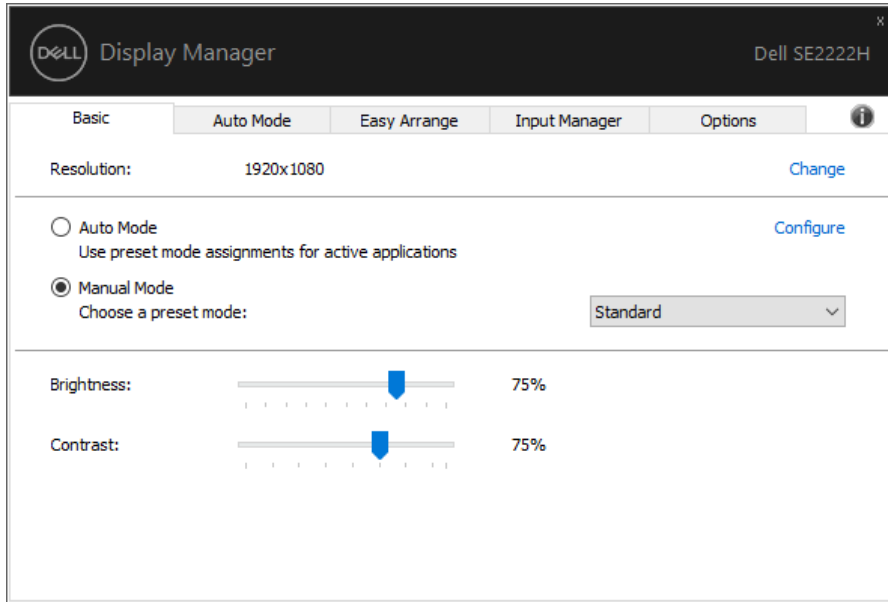 x
DELL Display Manager Dell SE2222H
Basic Auto Mode Easy Arrange Input Manager Options i
Resolution: 1920x1080 Change
Auto Mode Configure
Use preset mode assignments for active applications
Manual Mode
Choose a preset mode: Standard
Brightness: 75%
Contrast: 75%